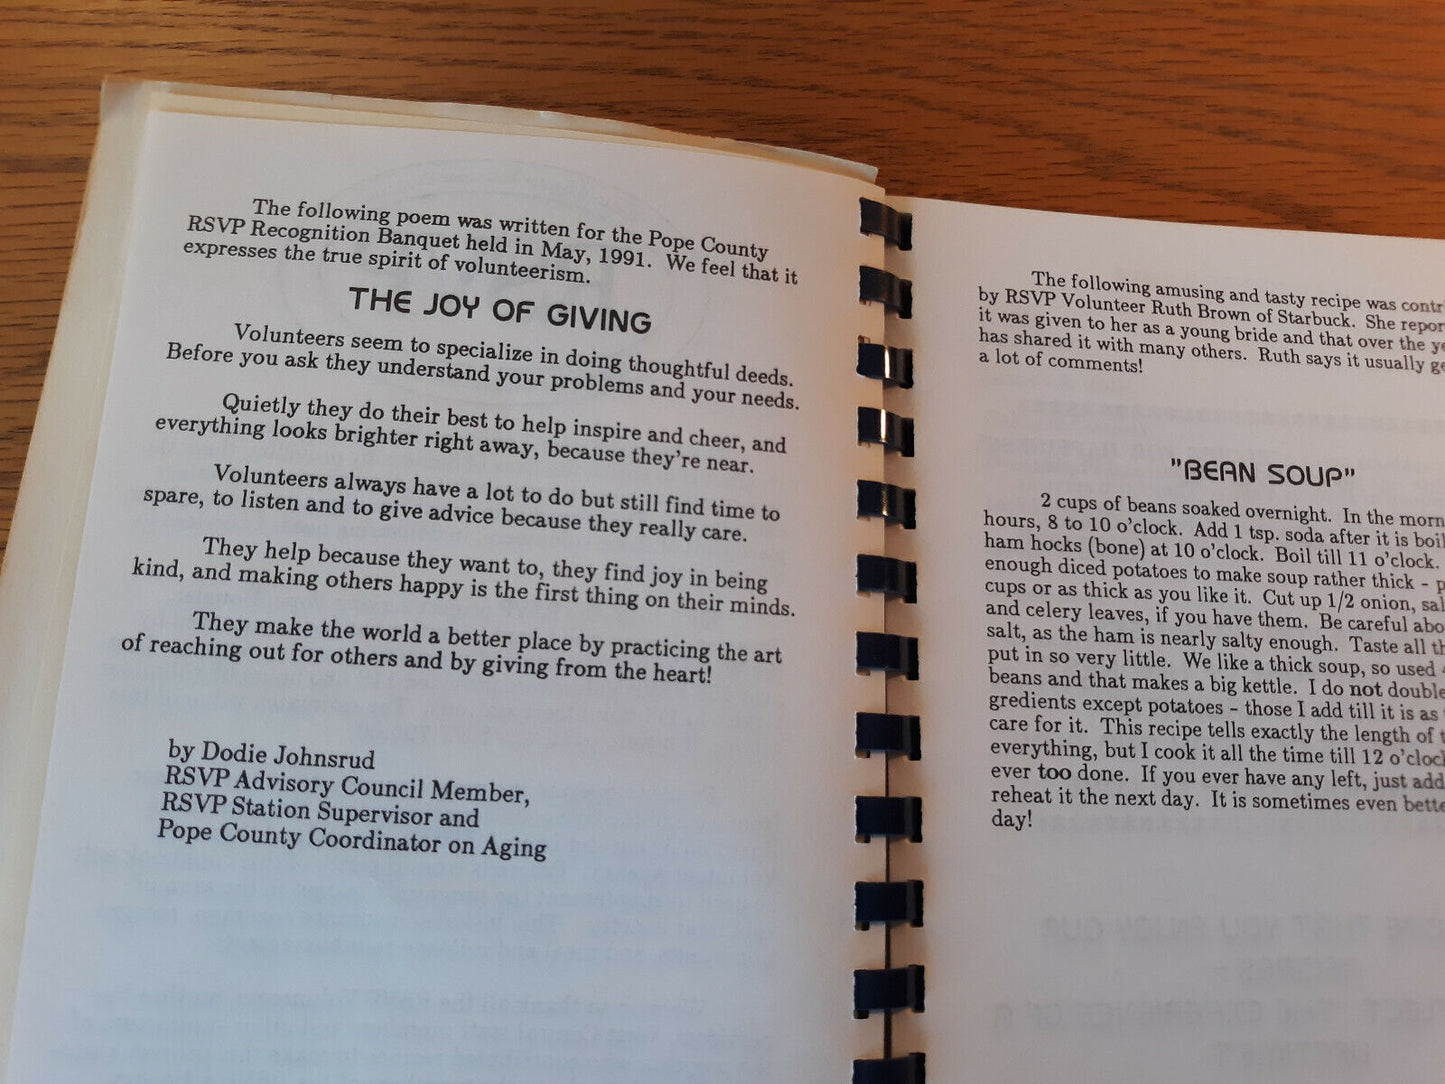 The following poem was written for the Pope County
RSVP Recognition Banquet held in May, 1991. We feel that it
expresses the true spirit of volunteerism.
THE JOY OF GIVING
Volunteers seem to specialize in doing thoughtful deeds.
Before you ask they understand your problems and your needs.
Quietly they do their best to help inspire and cheer, and
everything looks brighter right away, because they're near.
Volunteers always have a lot to do but still find time to
spare, to listen and to give advice because they really care.
They help because they want to, they find joy in being
kind, and making others happy is the first thing on their minds.
They make the world a better place by practicing the art
of reaching out for others and by giving from the heart!
by Dodie Johnsrud
RSVP Advisory Council Member,
RSVP Station Supervisor and
Pope County Coordinator on Aging
The following amusing and tasty recipe was
by RSVP Volunteer Ruth Brown of Starbuck. She
it was given to her as a young bride and that over the
has shared it with many others. Ruth says it usually
a lot of comments!
"BEAN SOUP"
2 cups of beans soaked overnight. In the
hours, 8 to 10 o'clock. Add 1 tsp. soda after it is
ham hocks (bone) at 10 o'clock. Boil till 11 o'clock.
enough diced potatoes to make soup rather thick -
cups or as thick as you like it. Cut up 1/2 onion,
and celery leaves, if you have them. Be careful
salt, as the ham is nearly salty enough. Taste all
put in so very little. We like a thick soup, so used
beans and that makes a big kettle. I do not
gredients except potatoes - those I add till it is as
care for it. This recipe tells exactly the length of
everything, but I cook it all the time till 12
ever too done. If you ever have any left, just add
reheat it the next day. It is sometimes even
day!